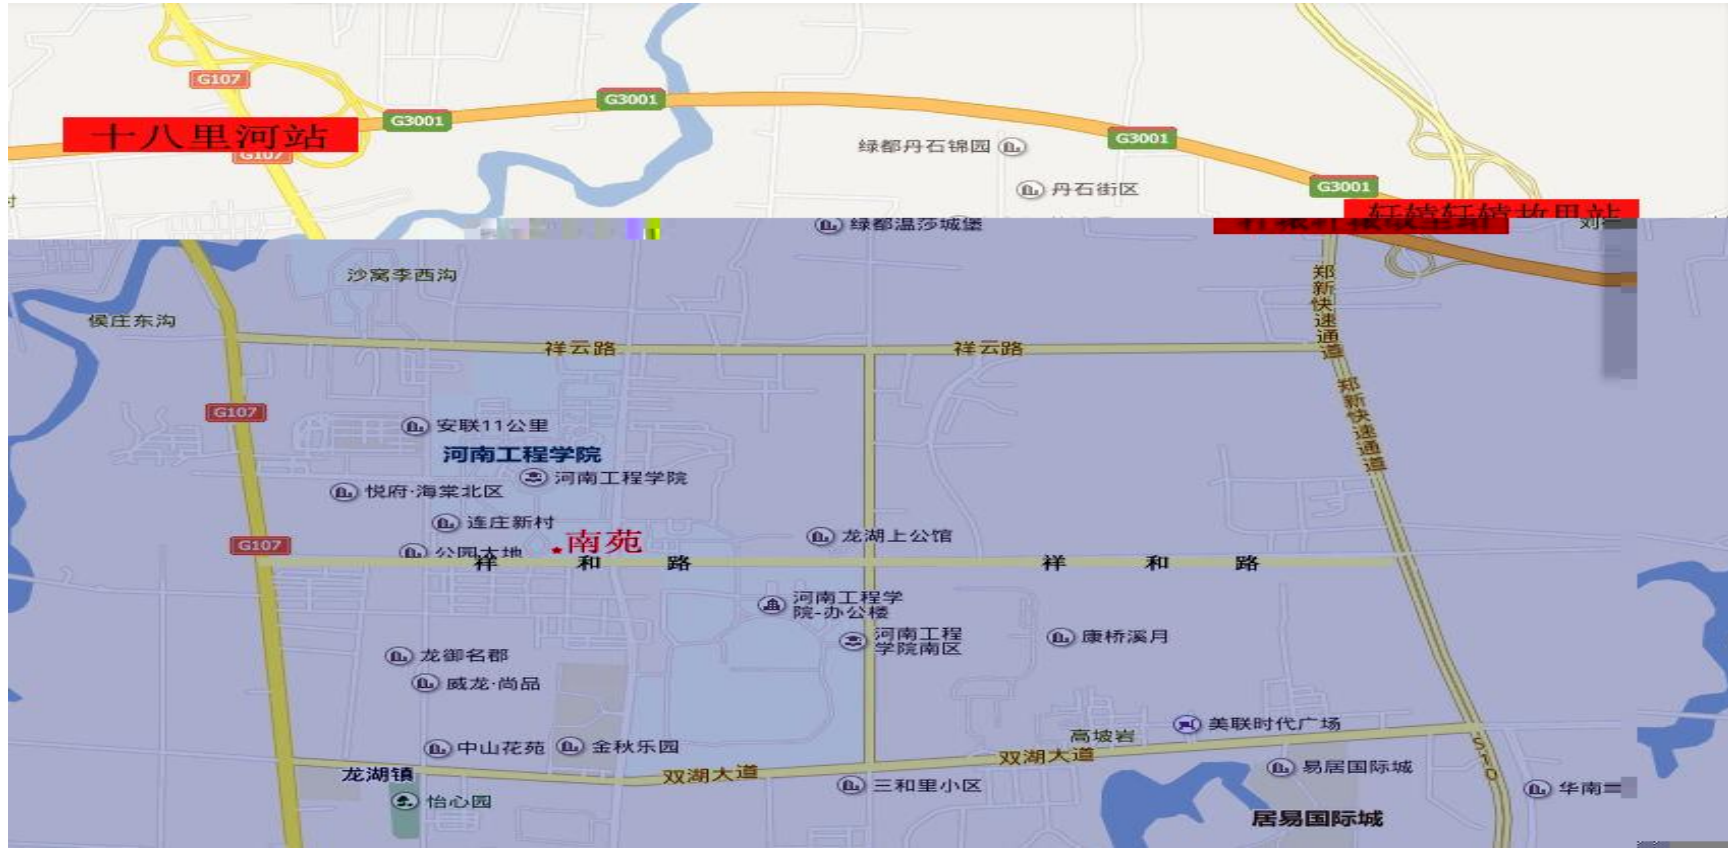 G107
G3001
G3001
十八里河站
G107
绿都丹石锦园
G3001
丹石街区
G3001
绿都温莎城堡
沙窝李西沟
侯庄东沟
郑新快速通道
祥云路
祥云路
郑新快速通道
G107
安联11公里
河南工程学院
河南工程学院
悦府·海棠北区
连庄新村
南苑
龙湖上公馆
G107
公园大地
祥和路
祥和路
河南工程学
院-办公楼
河南工程
学院南区
康桥溪月
龙御名郡
威龙·尚品
美联时代广场
高坡岩
中山花苑
金秋乐园
双湖大道
S102
龙湖镇
双湖大道
易居国际城
怡心园
三和里小区
华南
居易国际城